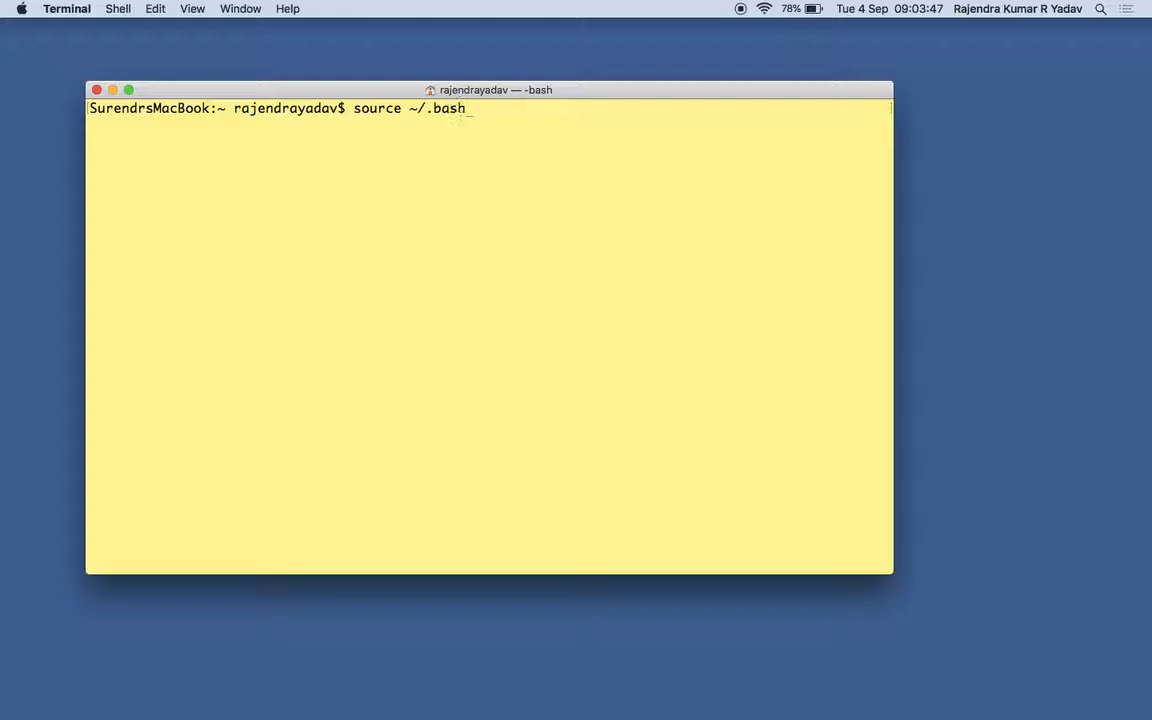 Terminal Shell Edit View Window Help 78% Tue 4 Sep 09:03:47 Rajendra Kumar R Yadav
rajendrayadav — -bash
[SurendrsMacBook:~ rajendrayadav$ source ~/.bash_ ]